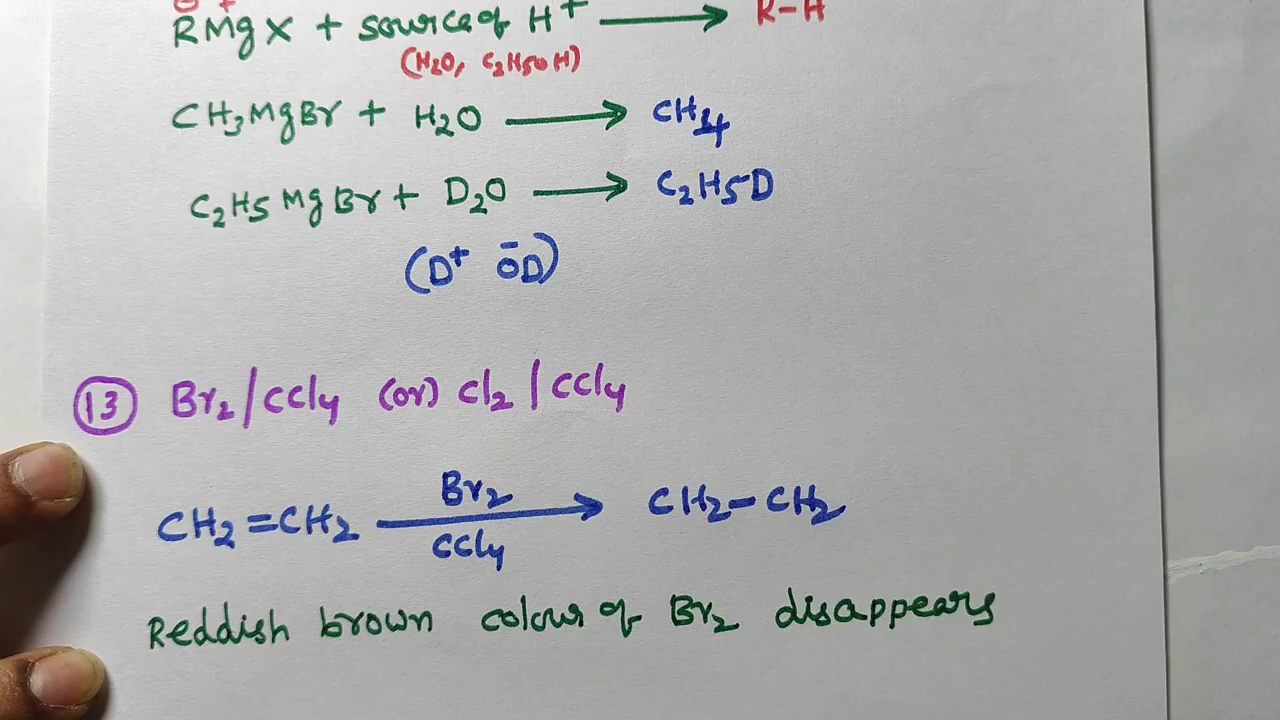 ⊖ +
RMgX + source of H⁺ ⟶ R-H
(H₂O, C₂H₅OH)
CH₃MgBr + H₂O ⟶ CH₄
C₂H₅MgBr + D₂O ⟶ C₂H₅D
(D⁺ ŌD)
13 Br₂/CCl₄ (or) Cl₂/CCl₄
Br₂
CH₂=CH₂ ⟶ CH₂-CH₂
CCl₄
Reddish brown colour of Br₂ disappears